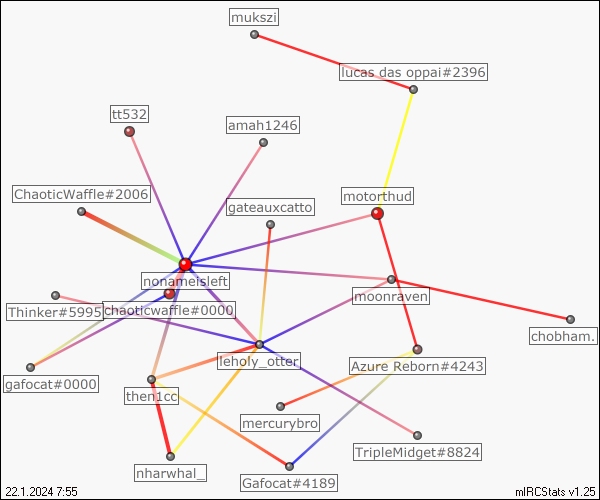 mukszi
lucas das oppai#2396
tt532
amah1246
ChaoticWaffle#2006
motorthud
gateauxcatto
nonameisleft
moonraven
Thinker#5995
chaoticwaffle#0000
chobham.
leholy_otter
Azure Reborn#4243
gafocat#0000
then1cc
mercurybro
TripleMidget#8824
nharwhal_
Gafocat#4189
22.1.2024 7:55
mIRCStats v1.25